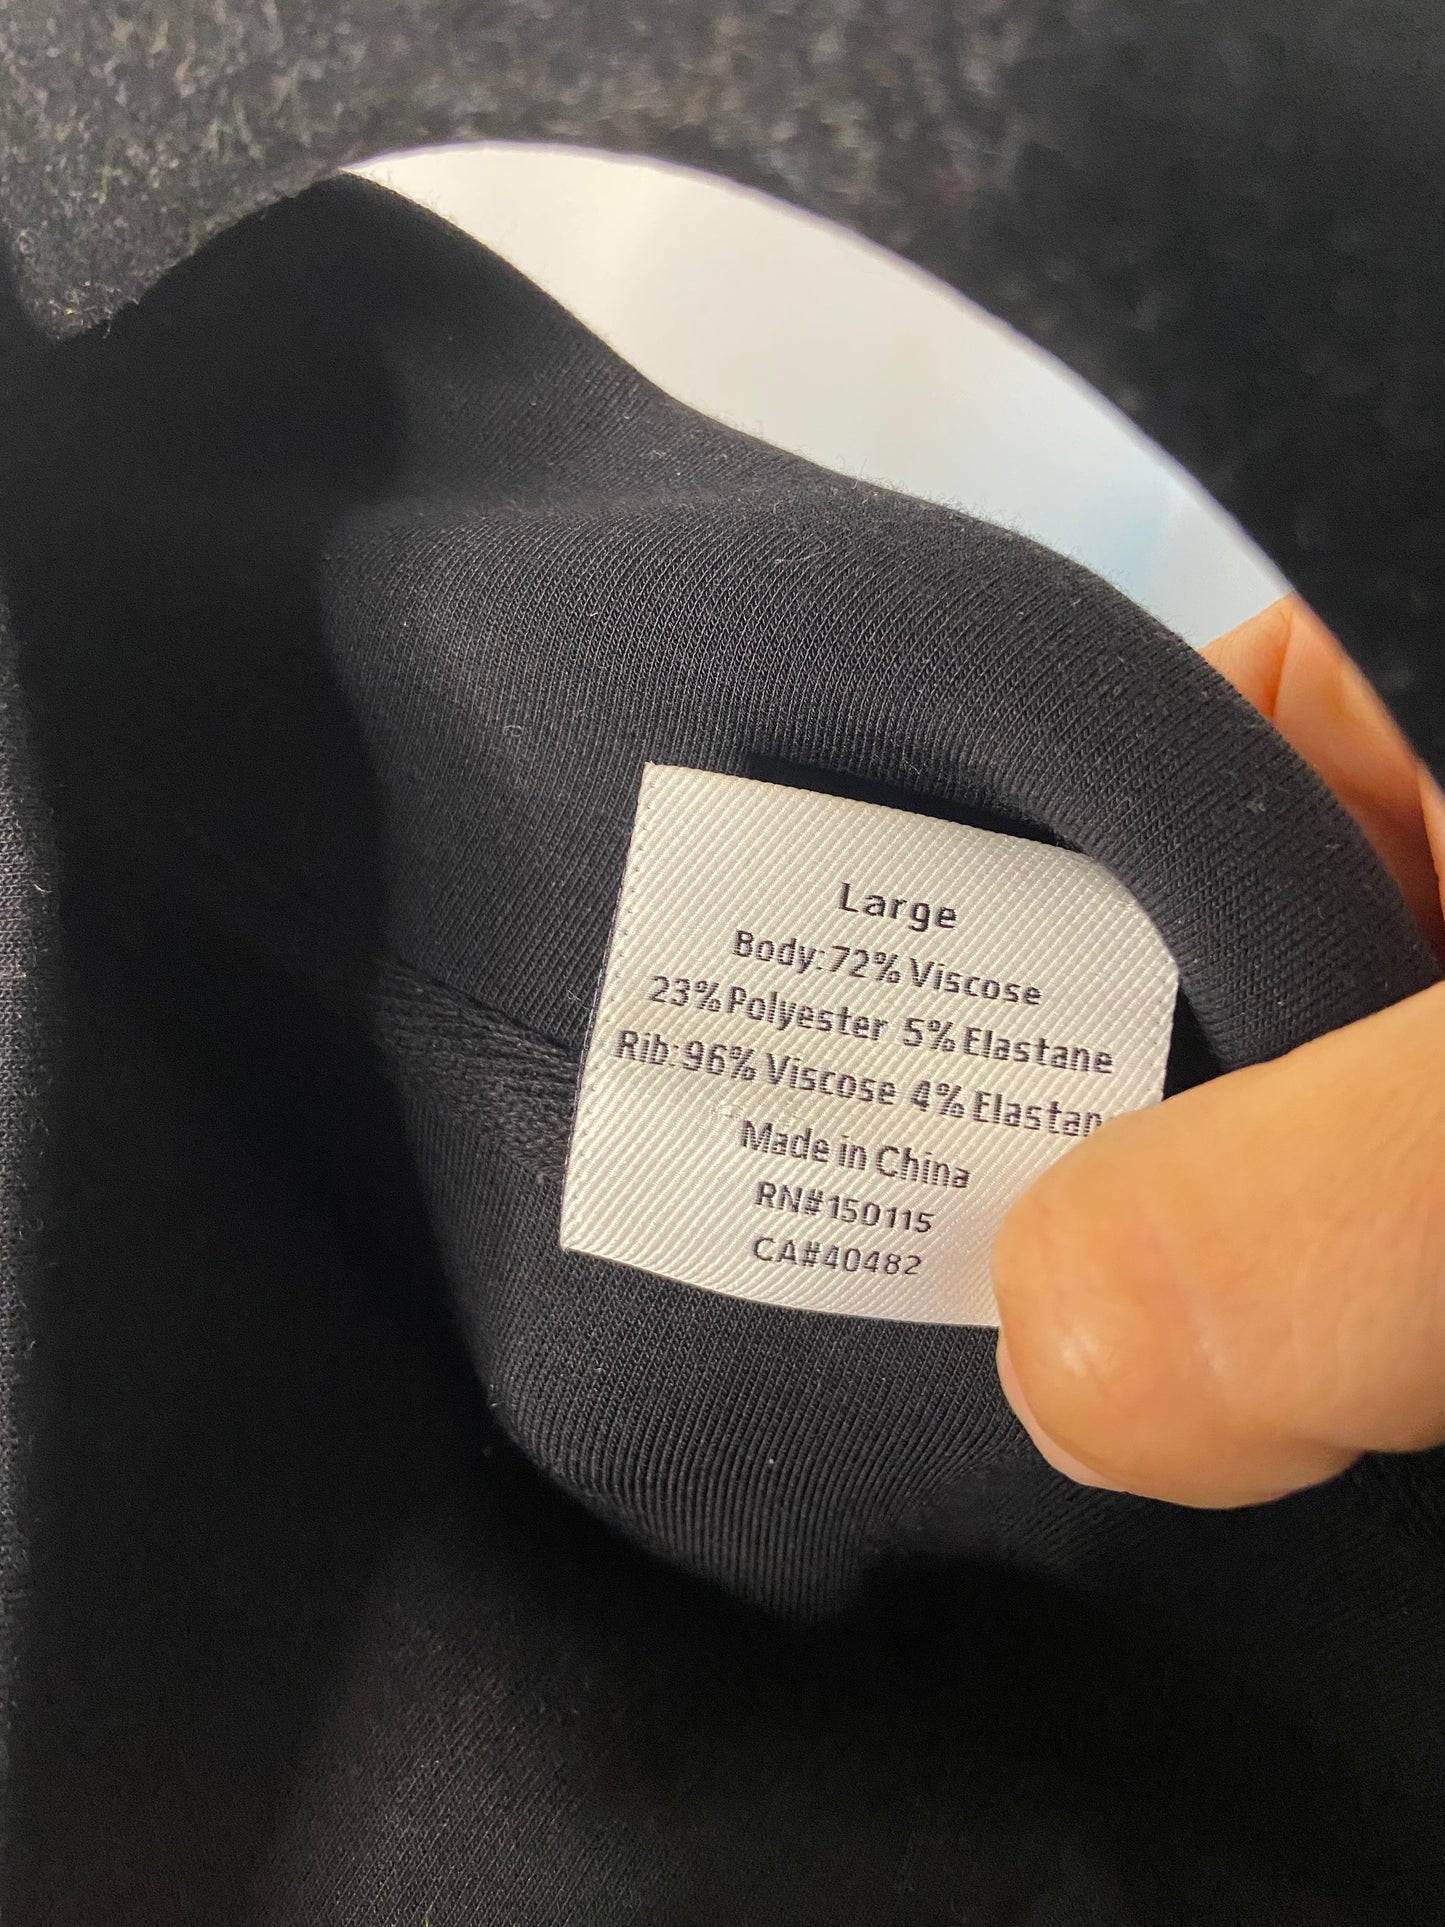 Large
Body:72% Viscose
23% Polyester 5% Elastane
Rib:96% Viscose 4% Elastan
Made in China
RN#150115
CA#40482